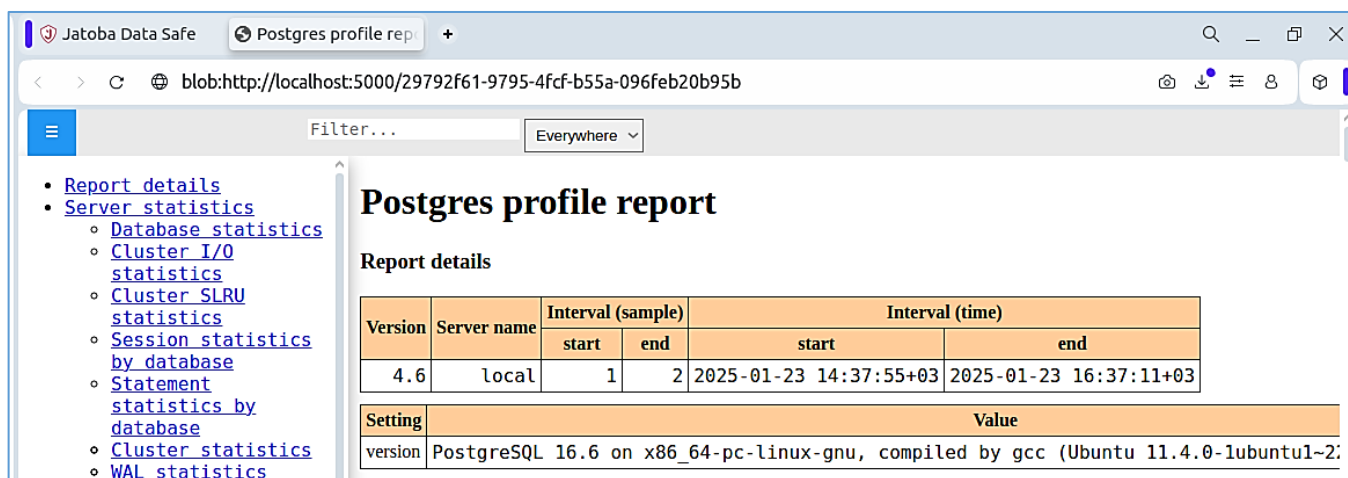 Jatoba Data Safe
Postgres profile rep
blob:http://localhost:5000/29792f61-9795-4fcf-b55a-096feb20b95b
Filter...
Everywhere
Report details
Server statistics
Database statistics
Cluster I/O
statistics
Cluster SLRU
statistics
Session statistics
by database
Statement
statistics by
database
Cluster statistics
WAL statistics
Postgres profile report
Report details
Version Server name Interval (sample) Interval (time)
start end start end
4.6 local 1 2 2025-01-23 14:37:55+03 2025-01-23 16:37:11+03
Setting Value
version PostgreSQL 16.6 on x86_64-pc-linux-gnu, compiled by gcc (Ubuntu 11.4.0-1ubuntu1~22